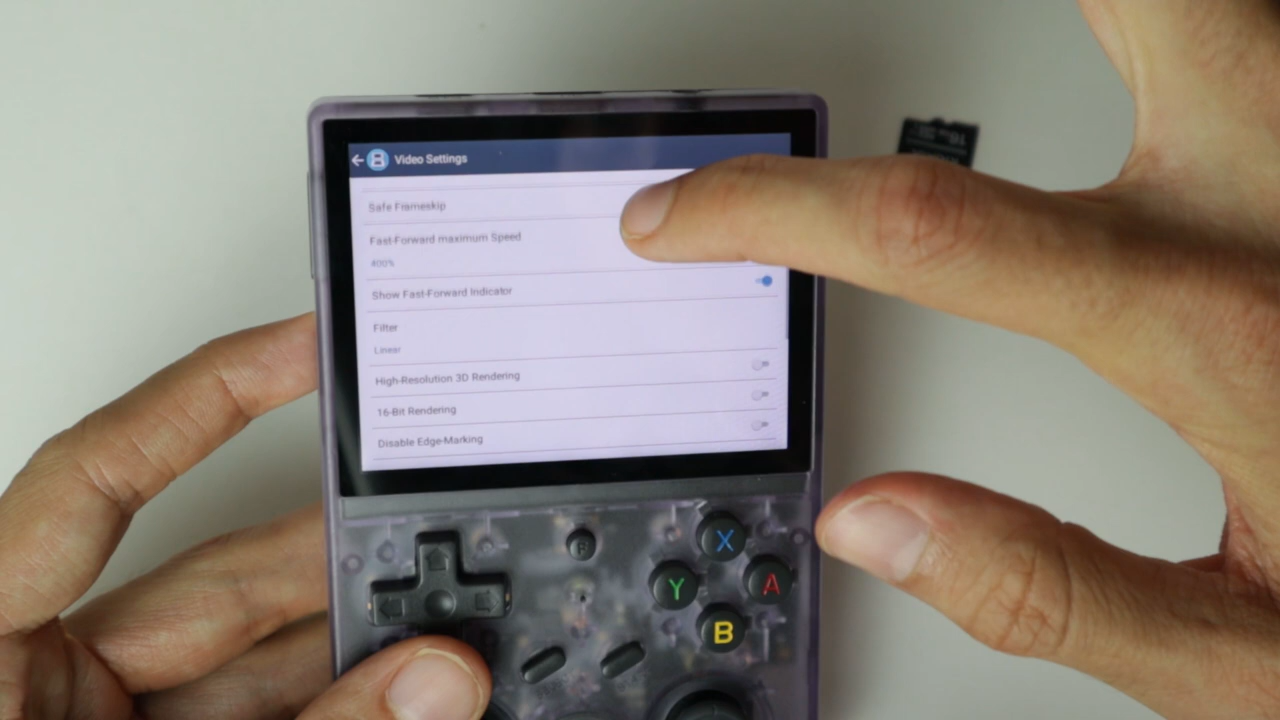 Video Settings
Safe Frameskip
Fast-Forward maximum Speed
400%
Show Fast-Forward Indicator
Filter
Linear
High-Resolution 3D Rendering
16-Bit Rendering
Disable Edge-Marking
X
Y
A
B